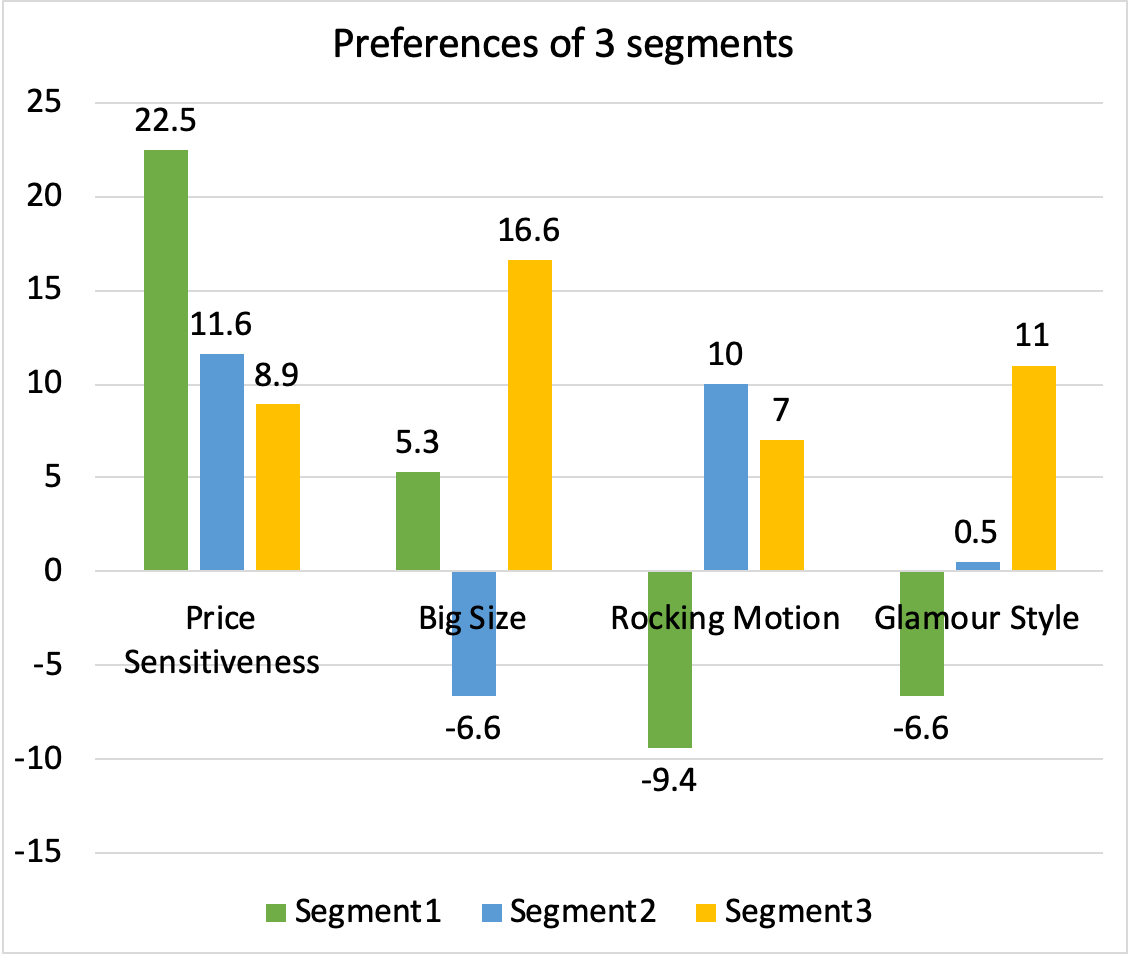 Preferences of 3 segments
25
22.5
20
16.6
15
11.6
11
10
10
8.9
7
5.3
5
0.5
0
Price
Sensitiveness
Big Size
Rocking Motion
Glamour Style
-5
-6.6
-6.6
-9.4
-10
-15
Segment1
Segment2
Segment3